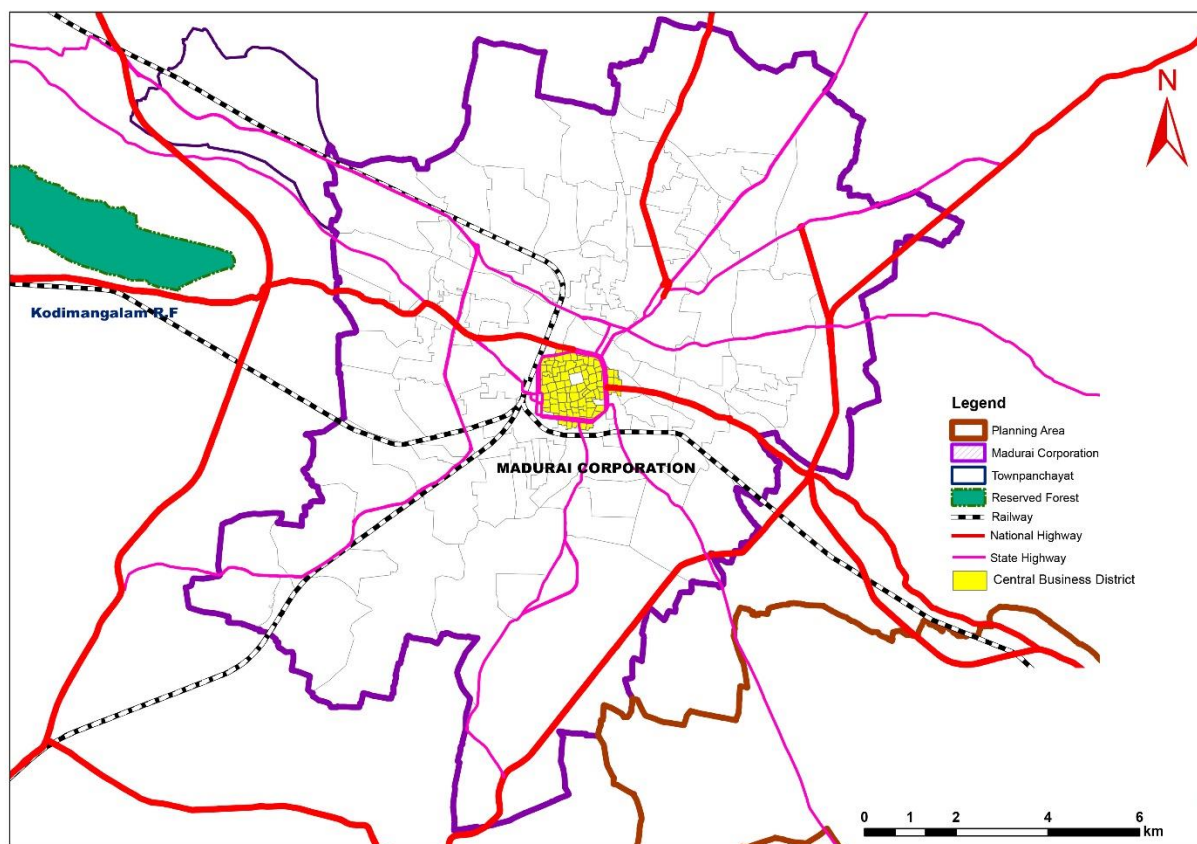 N
Kodimangalam R.F
MADURAI CORPORATION
Legend
Planning Area
Madurai Corporation
Townpanchayat
Reserved Forest
Railway
National Highway
State Highway
Central Business District
0 1 2 4 6
km